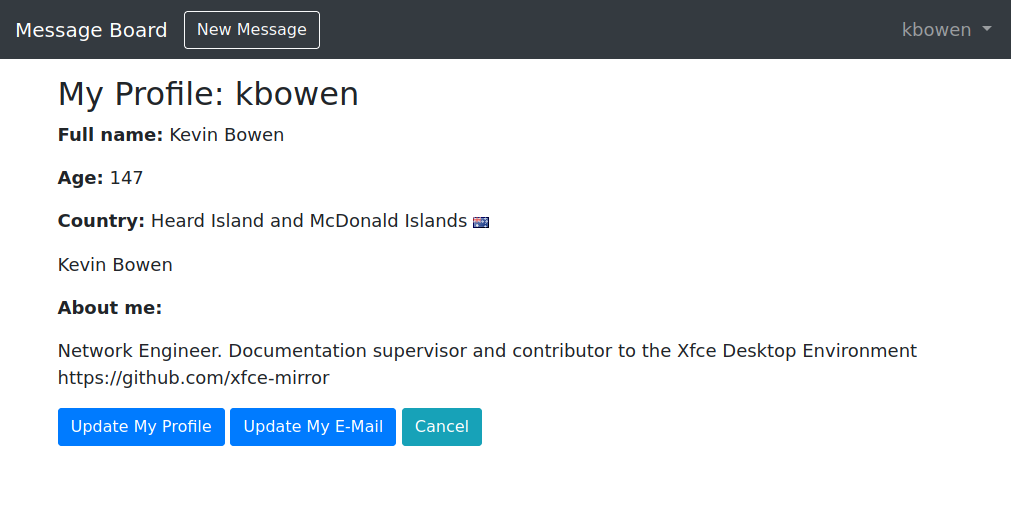 Message Board New Message kbowen
My Profile: kbowen
Full name: Kevin Bowen
Age: 147
Country: Heard Island and McDonald Islands
Kevin Bowen
About me:
Network Engineer. Documentation supervisor and contributor to the Xfce Desktop Environment
https://github.com/xfce-mirror
Update My Profile Update My E-Mail Cancel